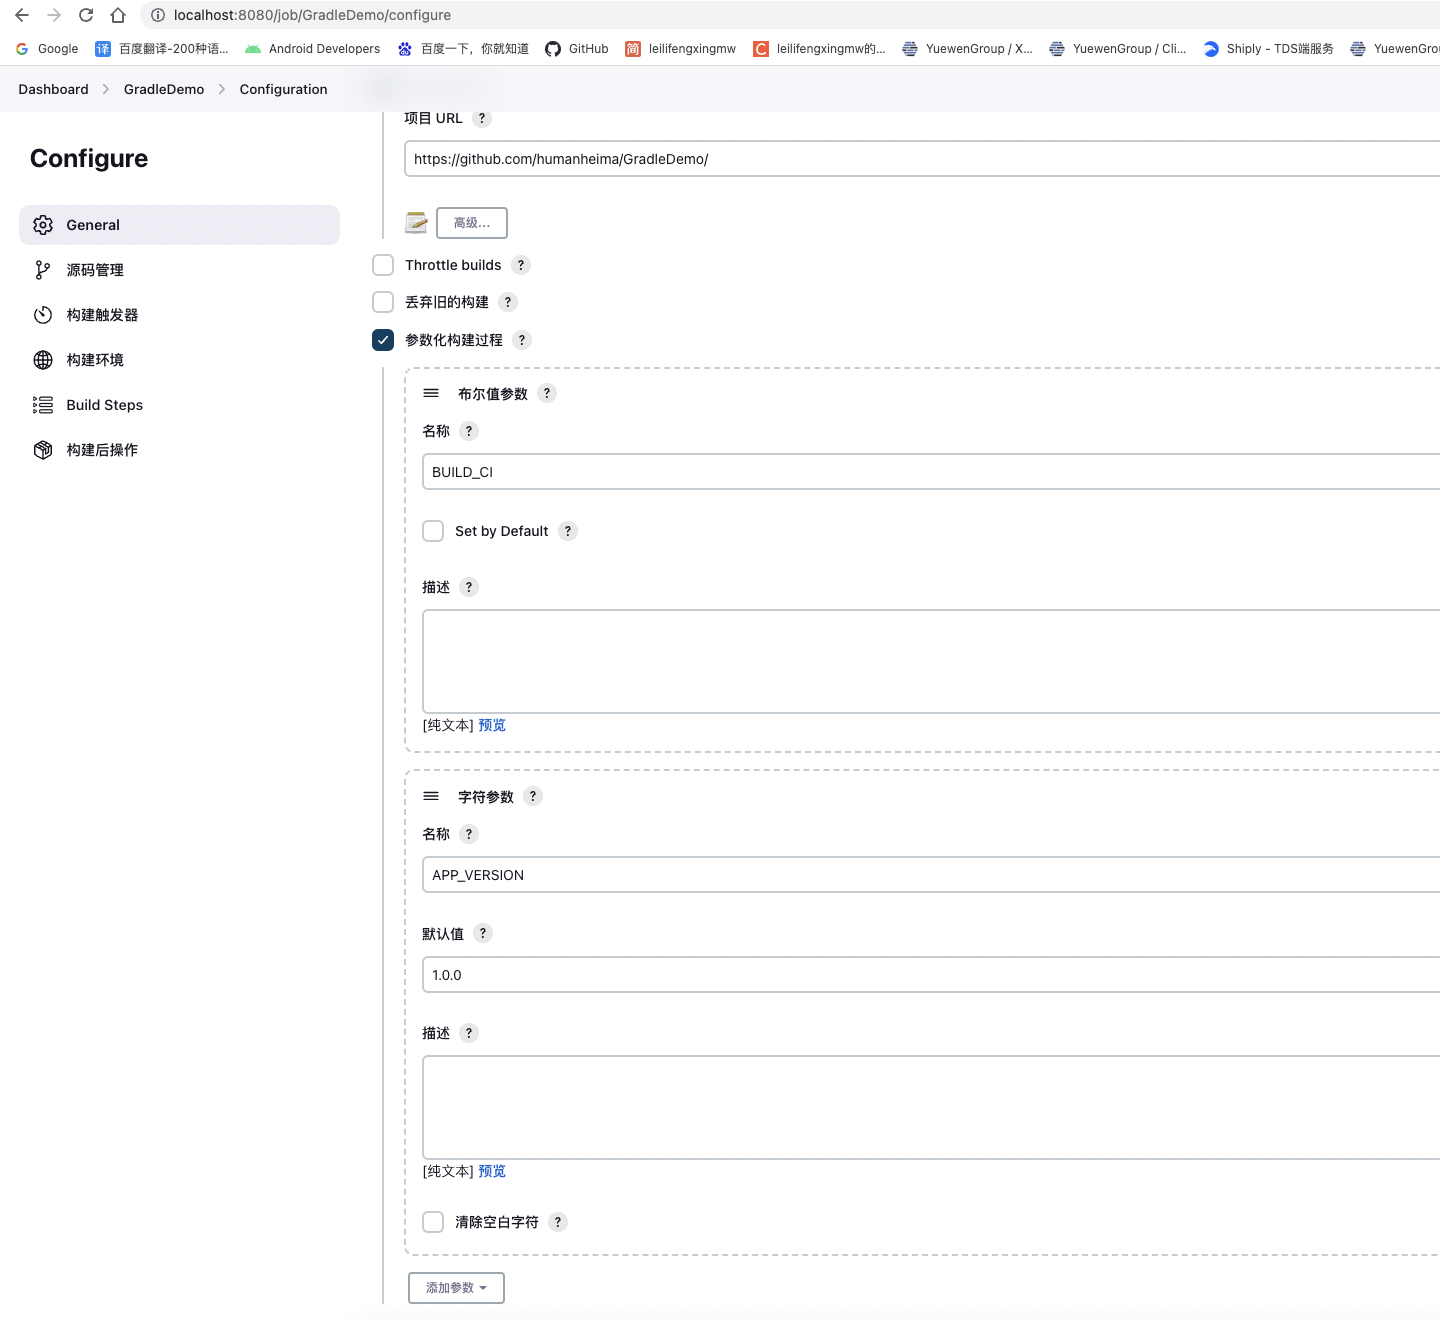 localhost:8080/job/GradleDemo/configure
Google 百度翻译-200种语... Android Developers 百度一下，你就知道 GitHub leilifengxingmw leilifengxingmw的... YuewenGroup / X... YuewenGroup / Cli... Shiply - TDS端服务 YuewenGrou
Dashboard GradleDemo Configuration
Configure
General
源码管理
构建触发器
构建环境
Build Steps
构建后操作
项目 URL ?
https://github.com/humanheima/GradleDemo/
高级...
Throttle builds ?
丢弃旧的构建 ?
参数化构建过程 ?
布尔值参数 ?
名称 ?
BUILD_CI
Set by Default ?
描述 ?
[纯文本] 预览
字符参数 ?
名称 ?
APP_VERSION
默认值 ?
1.0.0
描述 ?
[纯文本] 预览
清除空白字符 ?
添加参数